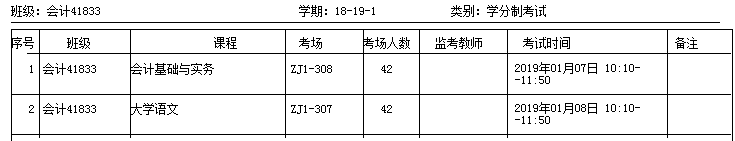 班级：会计41833 学期：18-19-1 类别：学分制考试
序号 班级 课程 考场 考场人数 监考教师 考试时间 备注
1 会计41833 会计基础与实务 ZJ1-308 42 2019年01月07日 10:10-
-11:50
2 会计41833 大学语文 ZJ1-307 42 2019年01月08日 10:10-
-11:50